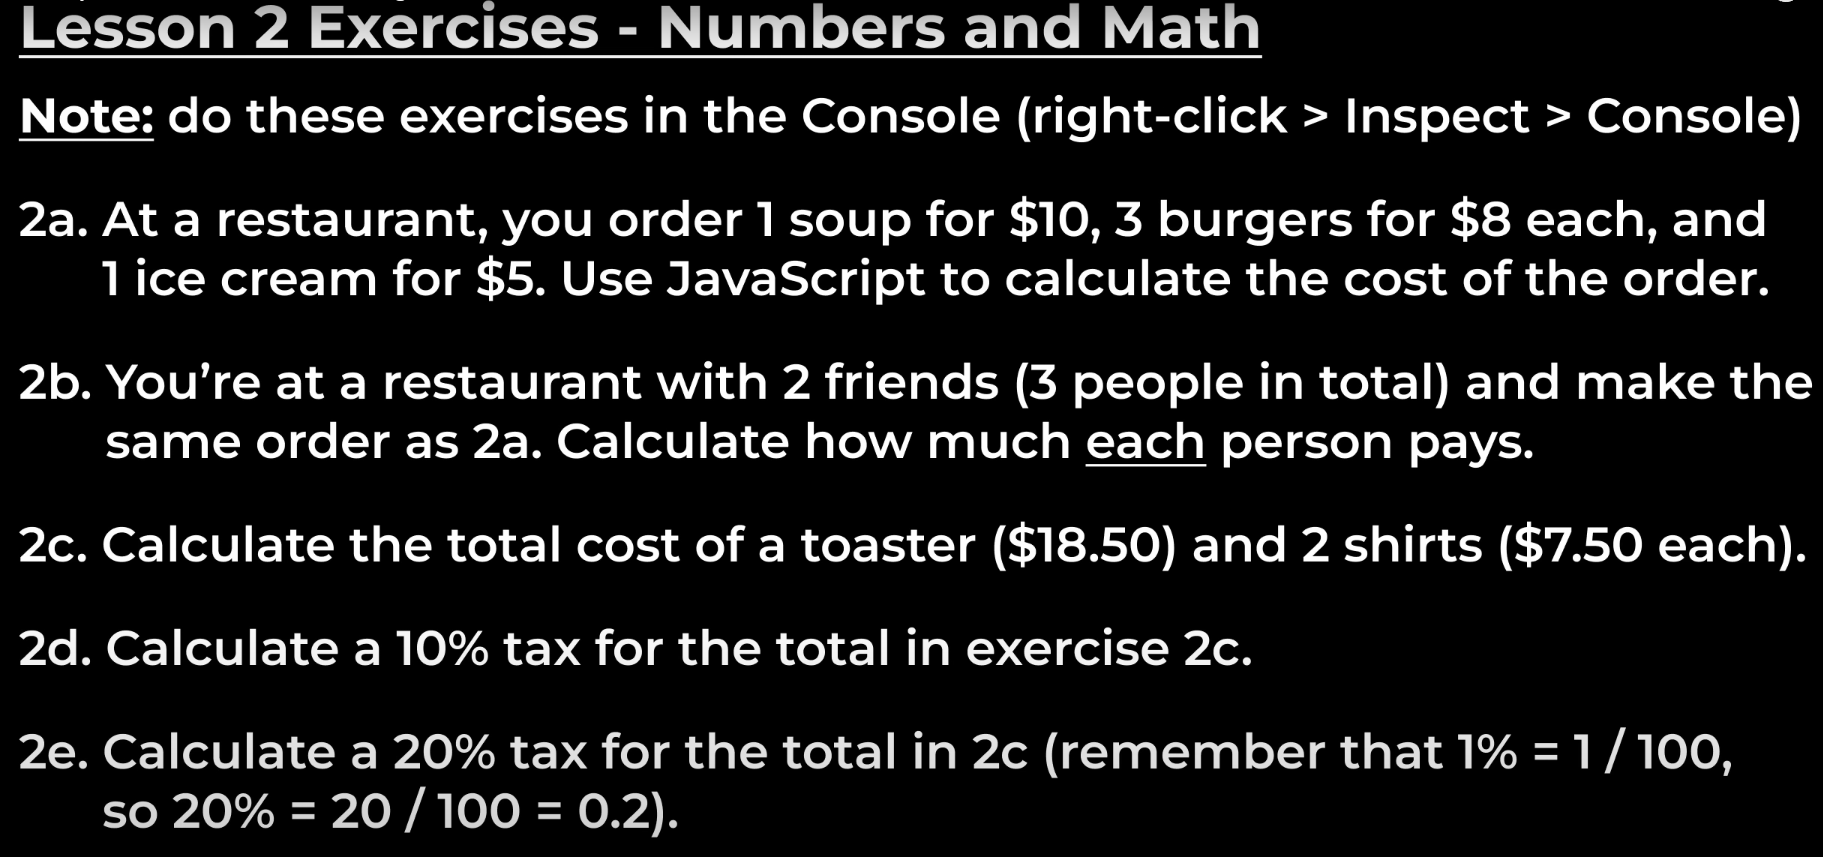 Lesson 2 Exercises - Numbers and Math
Note: do these exercises in the Console (right-click > Inspect > Console)
2a. At a restaurant, you order 1 soup for $10, 3 burgers for $8 each, and
1 ice cream for $5. Use JavaScript to calculate the cost of the order.
2b. You’re at a restaurant with 2 friends (3 people in total) and make the
same order as 2a. Calculate how much each person pays.
2c. Calculate the total cost of a toaster ($18.50) and 2 shirts ($7.50 each).
2d. Calculate a 10% tax for the total in exercise 2c.
2e. Calculate a 20% tax for the total in 2c (remember that 1% = 1 / 100,
so 20% = 20 / 100 = 0.2).